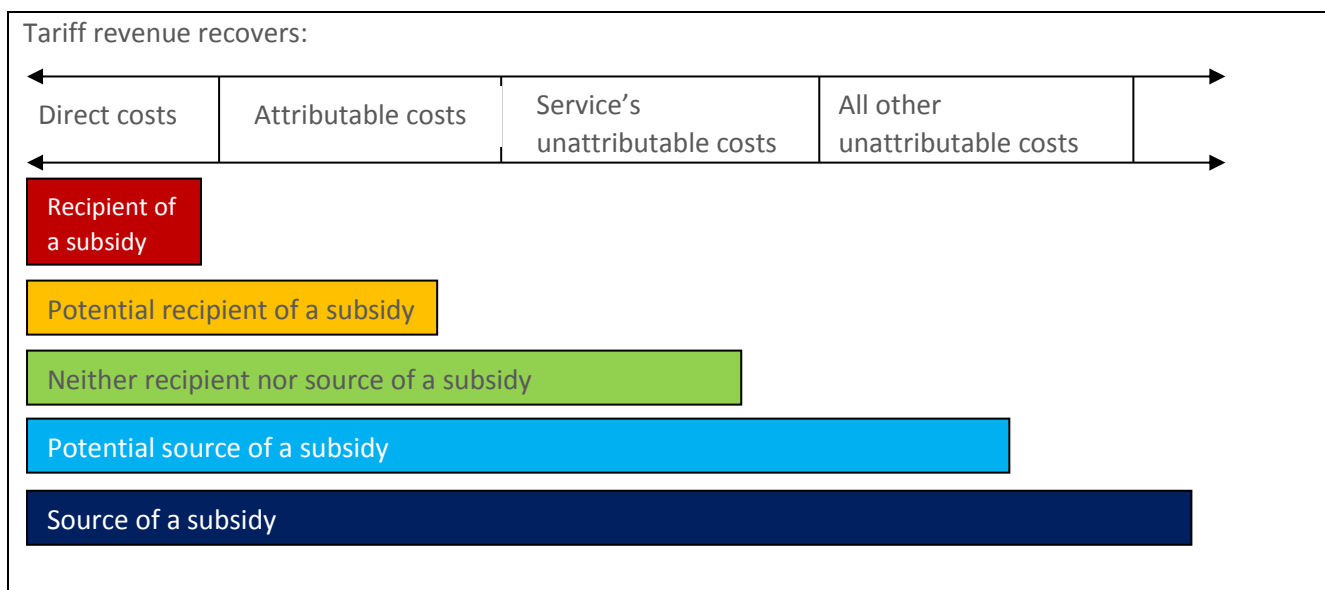 Tariff revenue recovers:
Direct costs
Attributable costs
Service's
unattributable costs
All other
unattributable costs
Recipient of
a subsidy
Potential recipient of a subsidy
Neither recipient nor source of a subsidy
Potential source of a subsidy
Source of a subsidy